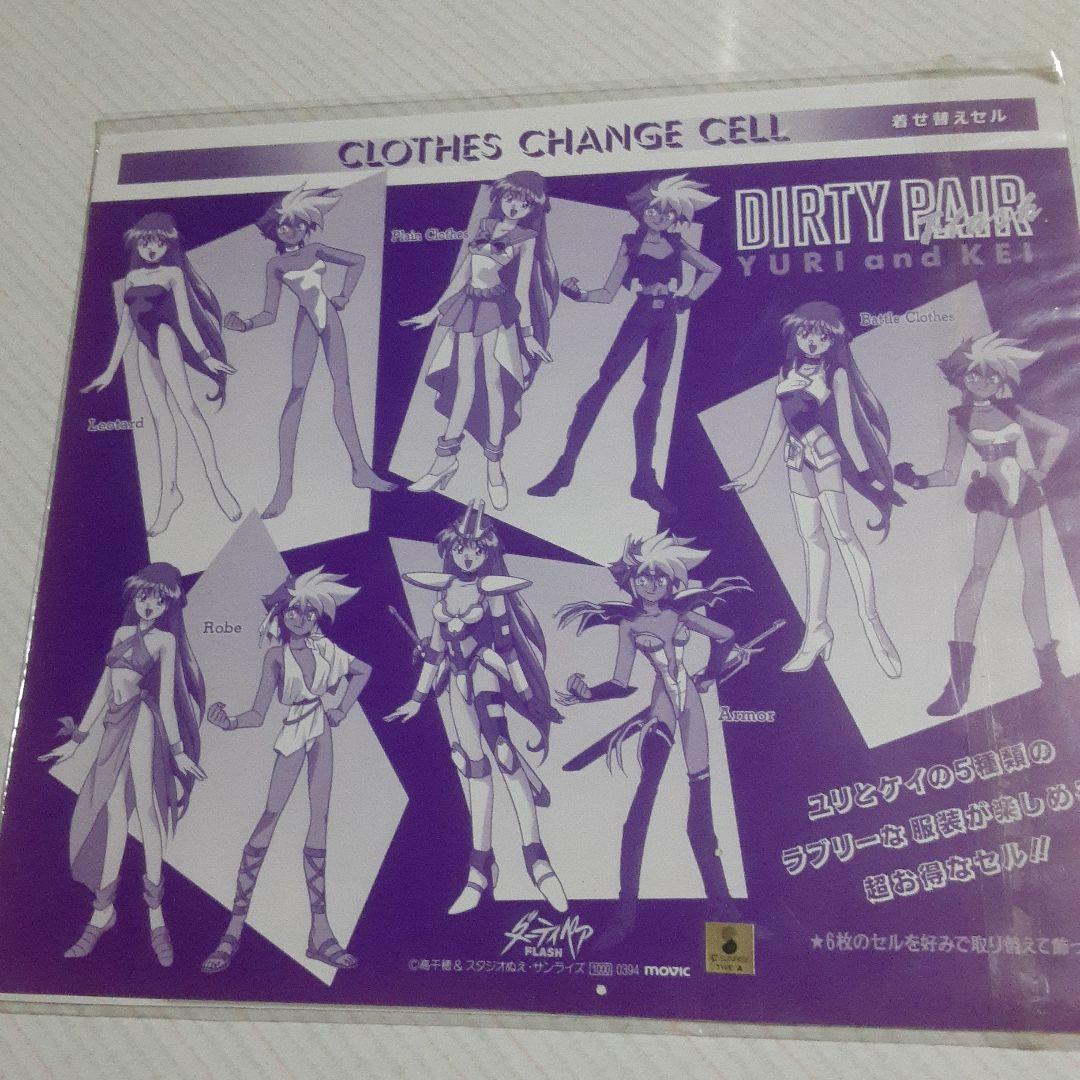 CLOTHES CHANGE CELL
着せ替えセル
DIRTY PAIR
Flash
YURI and KEI
Plain Clothes
Battle Clothes
Leotard
Robe
Armor
ユリとケイの5種類の
ラブリーな服装が楽しめ
超お得なセル!!
★6枚のセルを好みで取り替えて飾
ダーティペア
FLASH
©高千穂&スタジオぬえ・サンライズ 1000 0394 movic
© SUNRISE
TYPE A